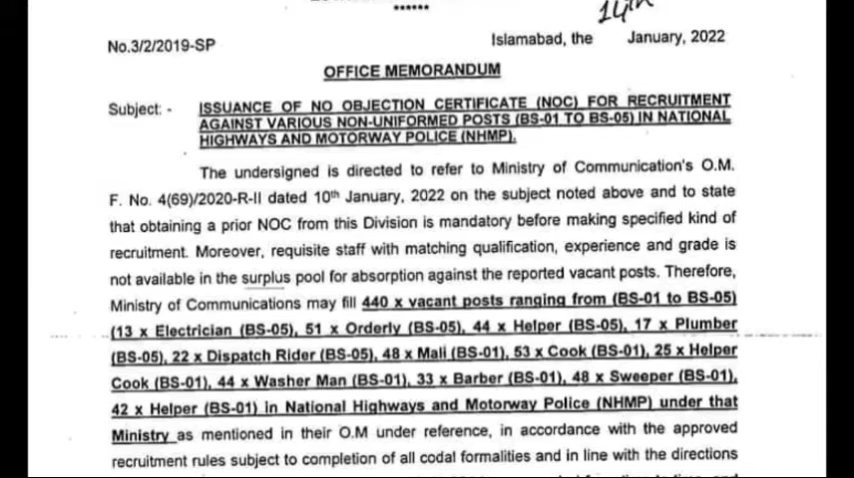 ******
14th
No.3/2/2019-SP Islamabad, the January, 2022
OFFICE MEMORANDUM
Subject: - ISSUANCE OF NO OBJECTION CERTIFICATE (NOC) FOR RECRUITMENT
AGAINST VARIOUS NON-UNIFORMED POSTS (BS-01 TO BS-05) IN NATIONAL
HIGHWAYS AND MOTORWAY POLICE (NHMP).
The undersigned is directed to refer to Ministry of Communication's O.M.
F. No. 4(69)/2020-R-II dated 10th January, 2022 on the subject noted above and to state
that obtaining a prior NOC from this Division is mandatory before making specified kind of
recruitment. Moreover, requisite staff with matching qualification, experience and grade is
not available in the surplus pool for absorption against the reported vacant posts. Therefore,
Ministry of Communications may fill 440 x vacant posts ranging from (BS-01 to BS-05)
(13 x Electrician (BS-05), 51 x Orderly (BS-05), 44 x Helper (BS-05), 17 x Plumber
(BS-05), 22 x Dispatch Rider (BS-05), 48 x Mali (BS-01), 53 x Cook (BS-01), 25 x Helper
Cook (BS-01), 44 x Washer Man (BS-01), 33 x Barber (BS-01), 48 x Sweeper (BS-01),
42 x Helper (BS-01) in National Highways and Motorway Police (NHMP) under that
Ministry as mentioned in their O.M under reference, in accordance with the approved
recruitment rules subject to completion of all codal formalities and in line with the directions